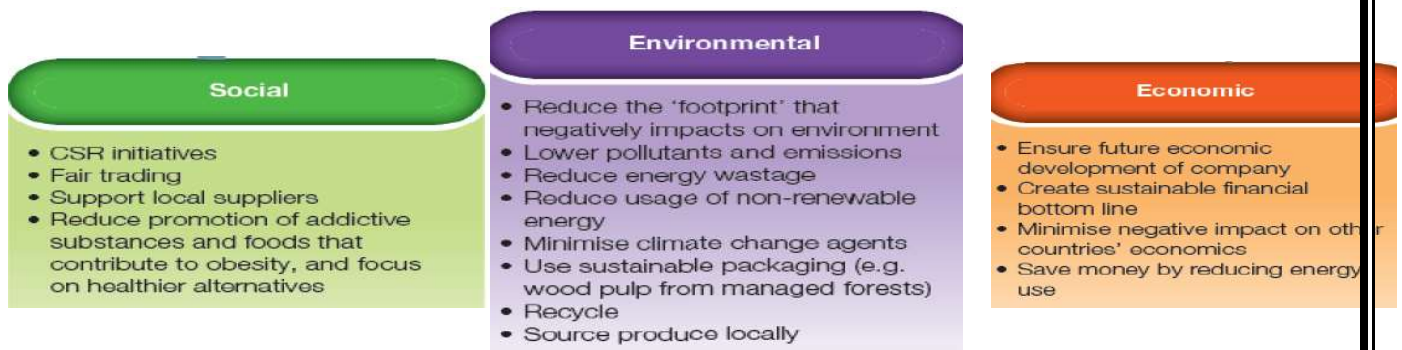 Social
• CSR initiatives
• Fair trading
• Support local suppliers
• Reduce promotion of addictive
substances and foods that
contribute to obesity, and focus
on healthier alternatives
Environmental
• Reduce the ‘footprint’ that
negatively impacts on environment
• Lower pollutants and emissions
• Reduce energy wastage
• Reduce usage of non-renewable
energy
• Minimise climate change agents
• Use sustainable packaging (e.g.
wood pulp from managed forests)
• Recycle
• Source produce locally
Economic
• Ensure future economic
development of company
• Create sustainable financial
bottom line
• Minimise negative impact on other
countries’ economics
• Save money by reducing energy
use